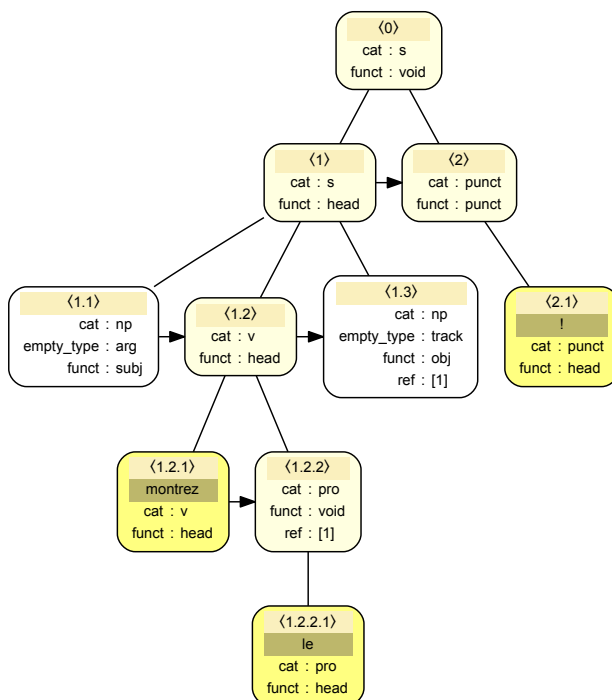 ⟨0⟩
cat : s
funct : void
⟨1⟩
cat : s
funct : head
⟨2⟩
cat : punct
funct : punct
⟨1.1⟩
cat : np
empty_type : arg
funct : subj
⟨1.2⟩
cat : v
funct : head
⟨1.3⟩
cat : np
empty_type : track
funct : obj
ref : [1]
⟨2.1⟩
!
cat : punct
funct : head
⟨1.2.1⟩
montrez
cat : v
funct : head
⟨1.2.2⟩
cat : pro
funct : void
ref : [1]
⟨1.2.2.1⟩
le
cat : pro
funct : head